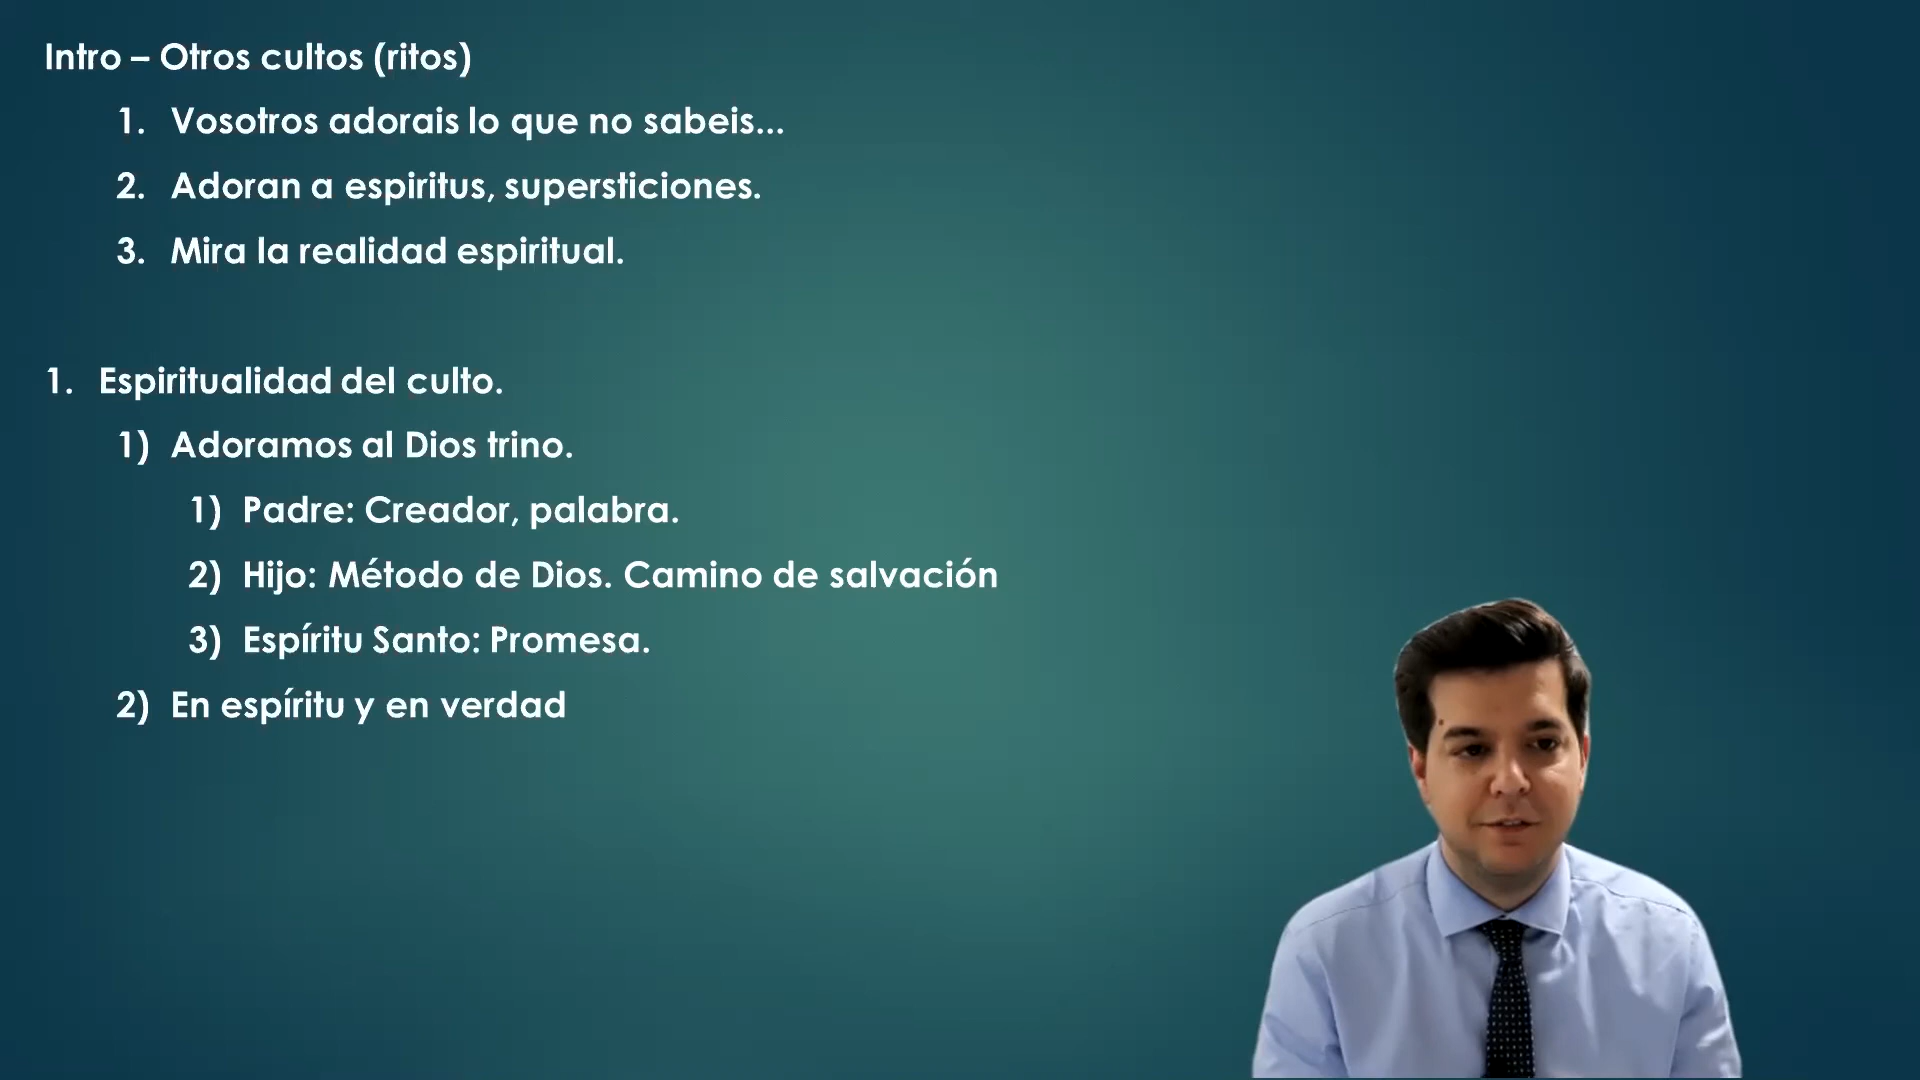 Intro – Otros cultos (ritos)
1. Vosotros adorais lo que no sabeis...
2. Adoran a espiritus, supersticiones.
3. Mira la realidad espiritual.
1. Espiritualidad del culto.
1) Adoramos al Dios trino.
1) Padre: Creador, palabra.
2) Hijo: Método de Dios. Camino de salvación
3) Espíritu Santo: Promesa.
2) En espíritu y en verdad